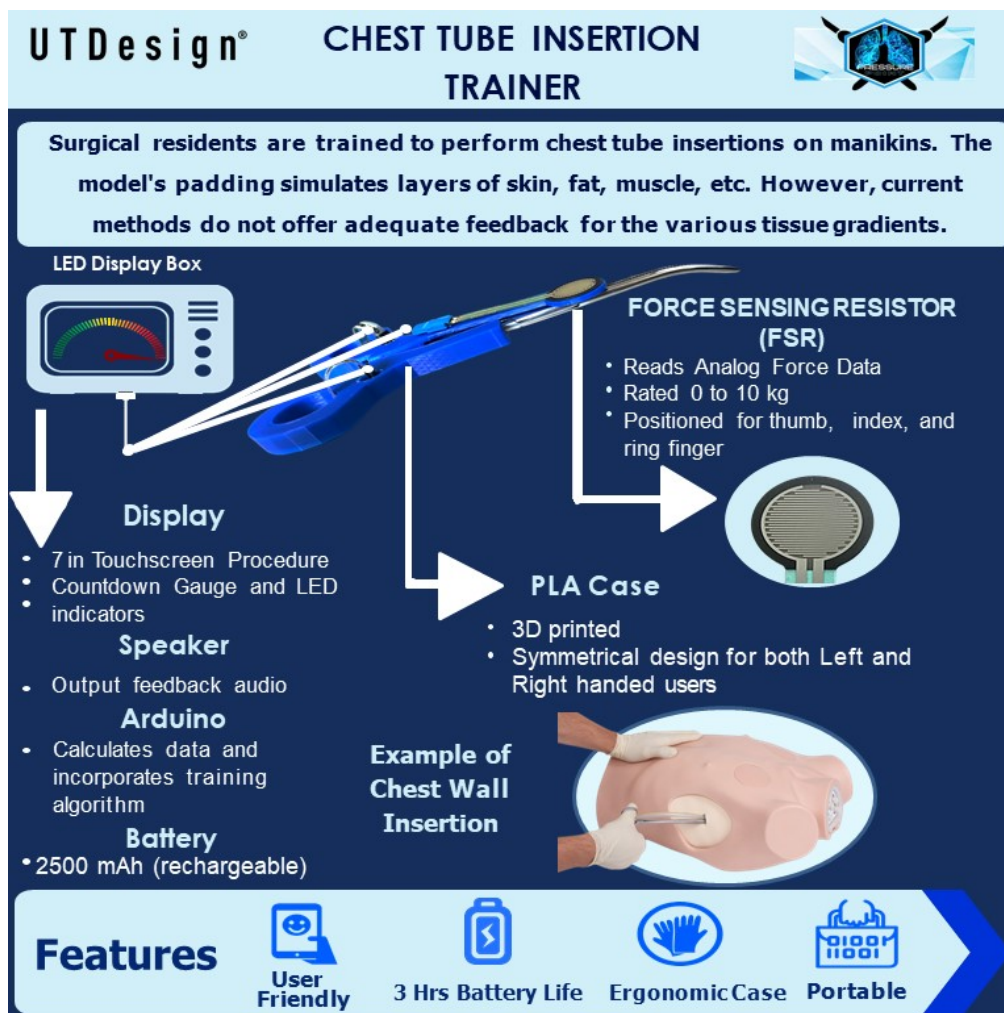 UTDesign®
CHEST TUBE INSERTION
TRAINER
PRESSURE
Surgical residents are trained to perform chest tube insertions on manikins. The
model's padding simulates layers of skin, fat, muscle, etc. However, current
methods do not offer adequate feedback for the various tissue gradients.
LED Display Box
FORCE SENSING RESISTOR
(FSR)
• Reads Analog Force Data
• Rated 0 to 10 kg
• Positioned for thumb, index, and
ring finger
Display
• 7 in Touchscreen Procedure
• Countdown Gauge and LED
• indicators
Speaker
• Output feedback audio
Arduino
• Calculates data and
incorporates training
algorithm
Battery
• 2500 mAh (rechargeable)
PLA Case
• 3D printed
• Symmetrical design for both Left and
Right handed users
Example of
Chest Wall
Insertion
Features
User
Friendly
3 Hrs Battery Life
Ergonomic Case
01001
11001
Portable